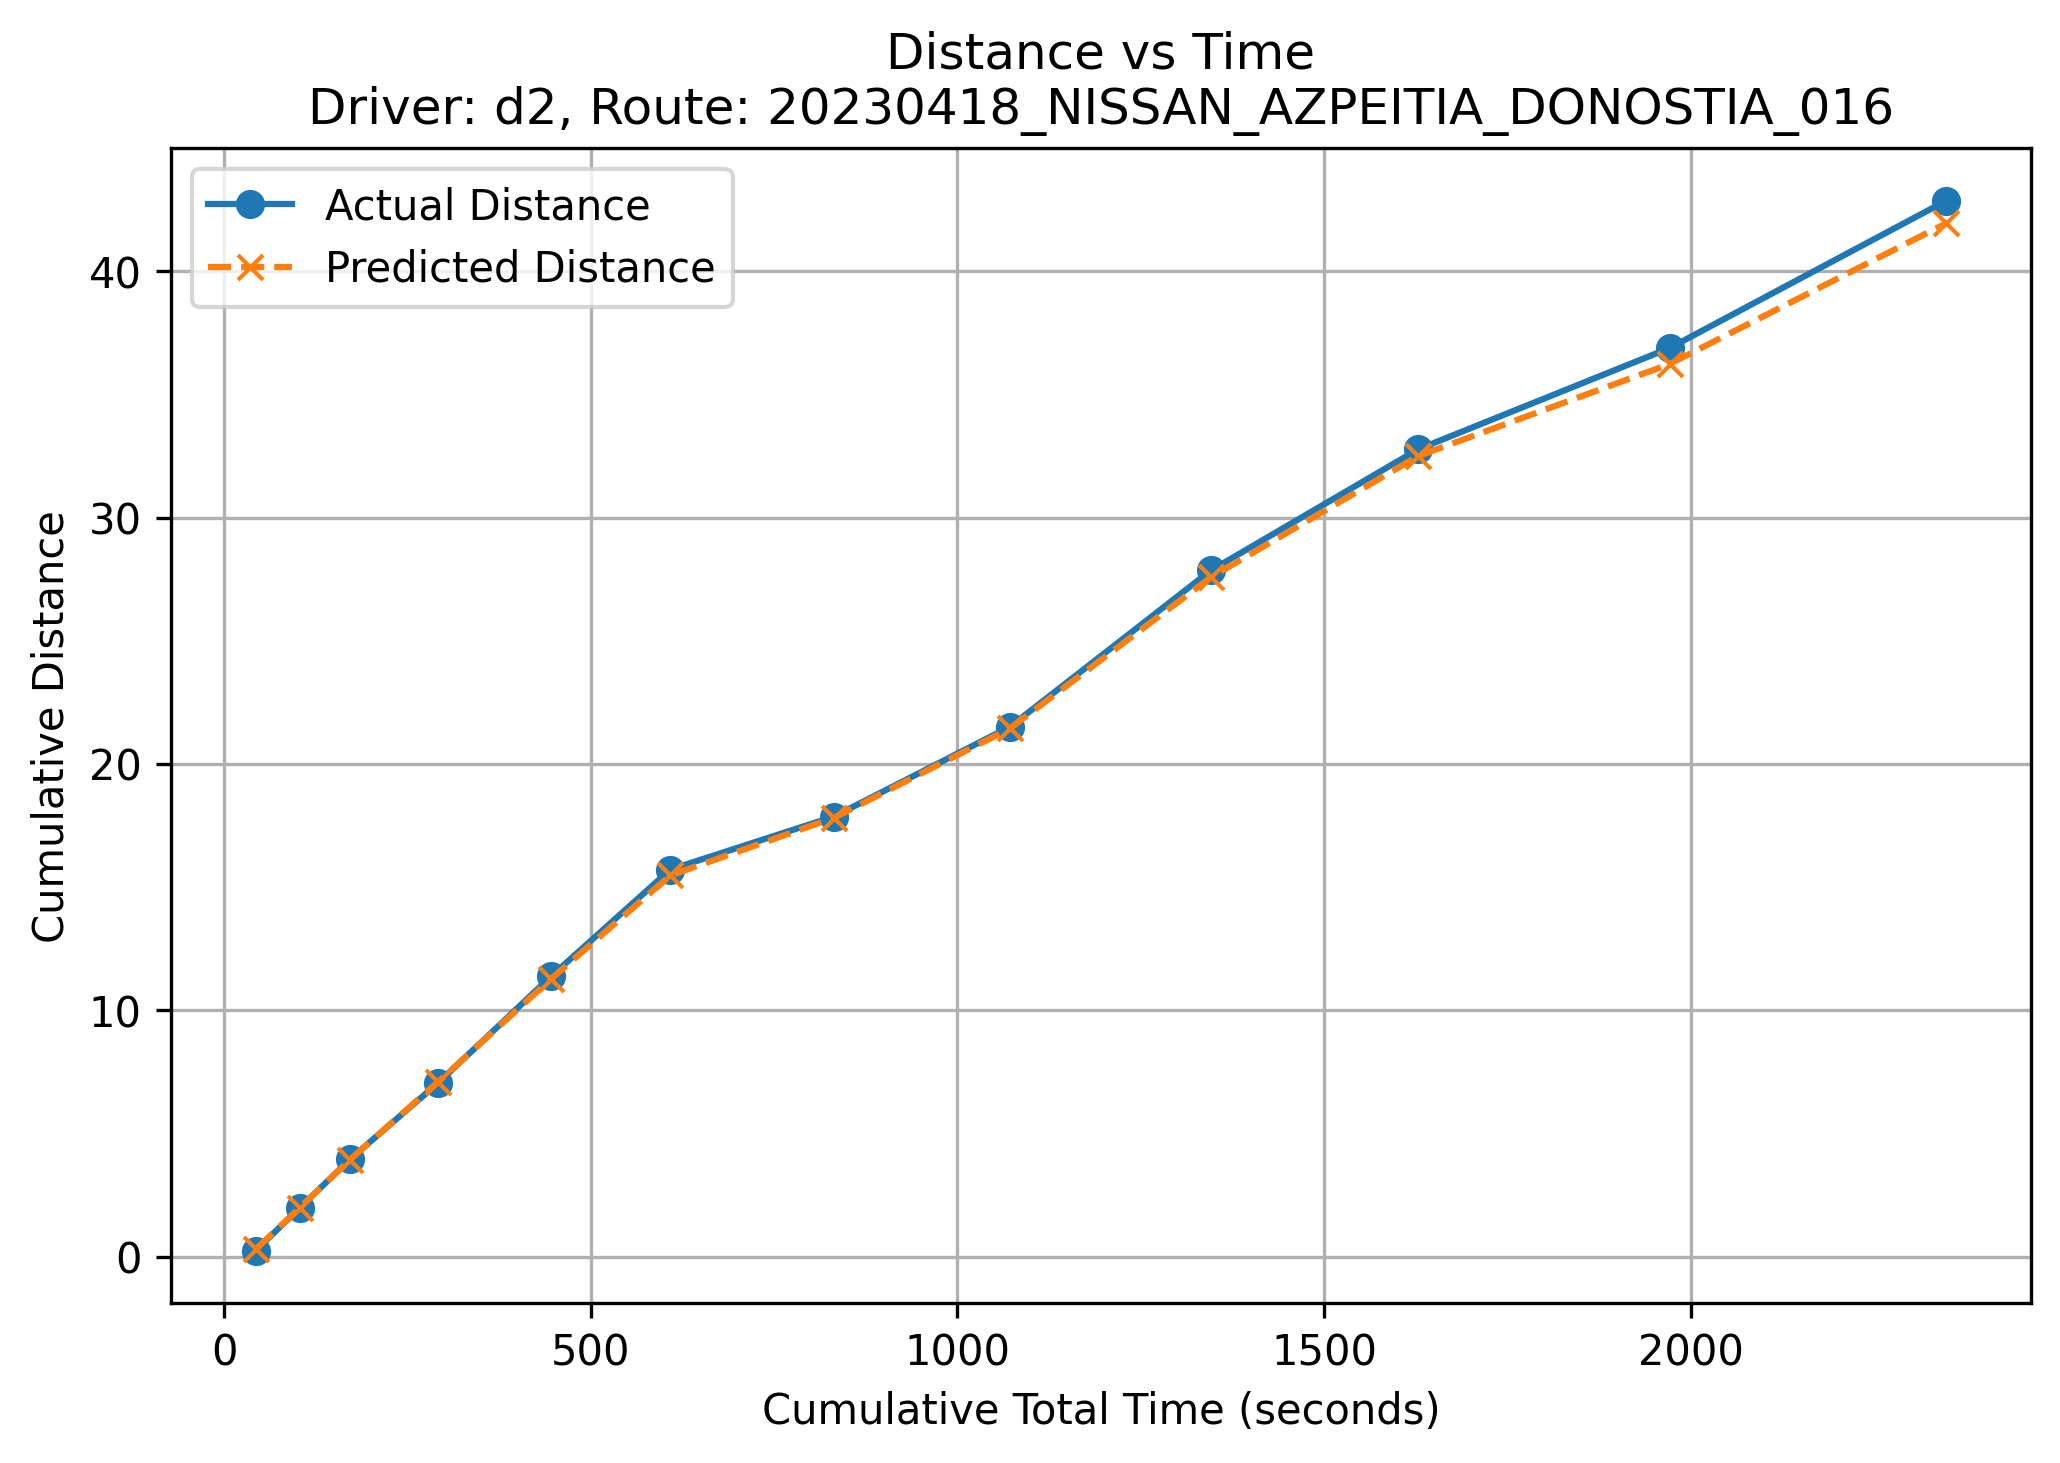 Distance vs Time
Driver: d2, Route: 20230418_NISSAN_AZPEITIA_DONOSTIA_016
Actual Distance
Predicted Distance
40
30
20
10
0
Cumulative Distance
0 500 1000 1500 2000
Cumulative Total Time (seconds)